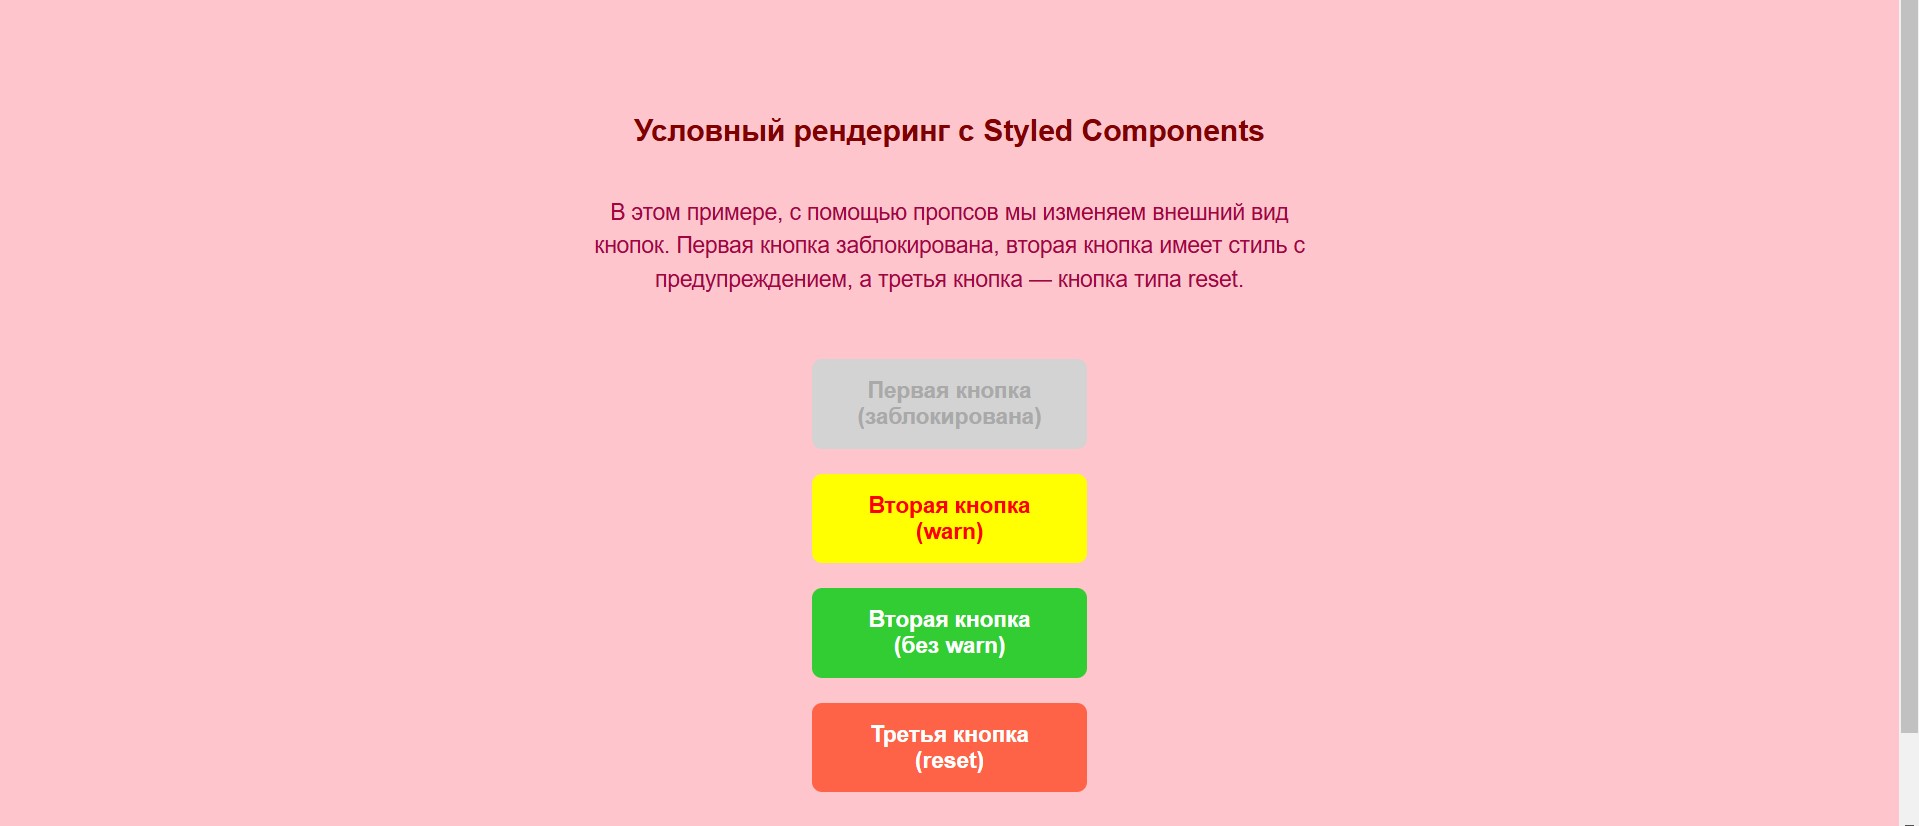 Условный рендеринг с Styled Components
В этом примере, с помощью пропсов мы изменяем внешний вид
кнопок. Первая кнопка заблокирована, вторая кнопка имеет стиль с
предупреждением, а третья кнопка — кнопка типа reset.
Первая кнопка
(заблокирована)
Вторая кнопка
(warn)
Вторая кнопка
(без warn)
Третья кнопка
(reset)